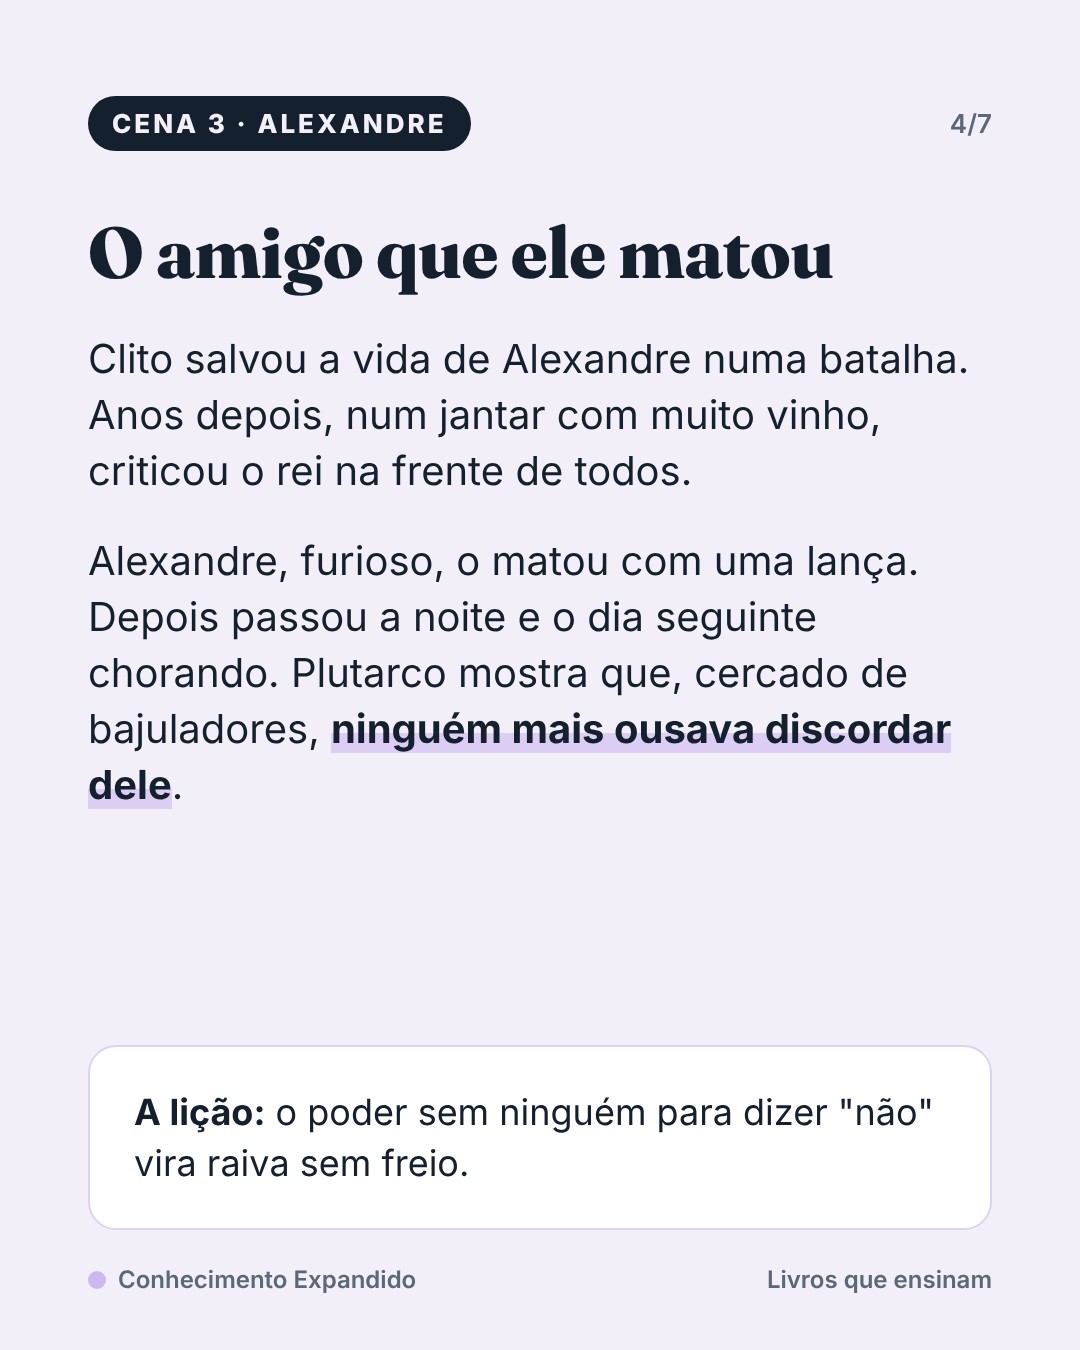 CENA 3 · ALEXANDRE
4/7
O amigo que ele matou
Clito salvou a vida de Alexandre numa batalha.
Anos depois, num jantar com muito vinho,
criticou o rei na frente de todos.
Alexandre, furioso, o matou com uma lança.
Depois passou a noite e o dia seguinte
chorando. Plutarco mostra que, cercado de
bajuladores, ninguém mais ousava discordar
dele.
A lição: o poder sem ninguém para dizer "não"
vira raiva sem freio.
Conhecimento Expandido
Livros que ensinam